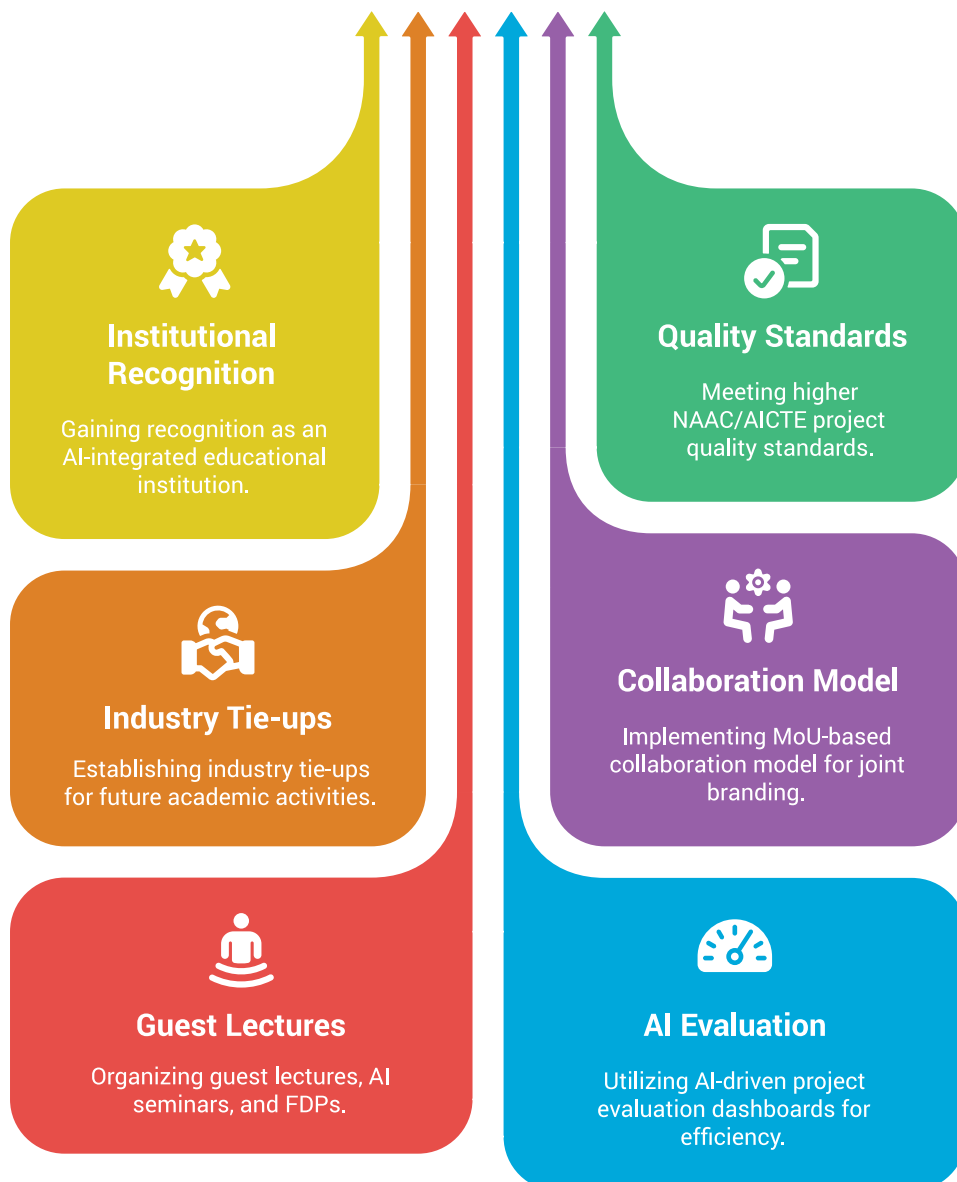 Institutional
Recognition
Gaining recognition as an
AI-integrated educational
institution.
Quality Standards
Meeting higher
NAAC/AICTE project
quality standards.
Industry Tie-ups
Establishing industry tie-ups
for future academic activities.
Collaboration Model
Implementing MoU-based
collaboration model for joint
branding.
Guest Lectures
Organizing guest lectures, AI
seminars, and FDPs.
AI Evaluation
Utilizing AI-driven project
evaluation dashboards for
efficiency.